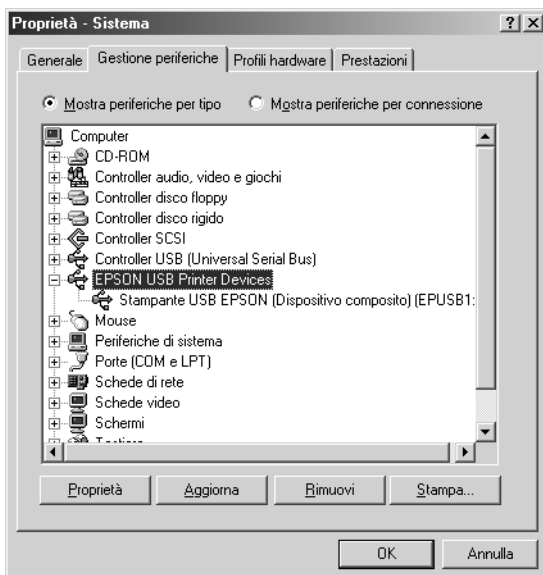 Proprietà - Sistema
Generale Gestione periferiche Profili hardware Prestazioni
Mostra periferiche per tipo Mostra periferiche per connessione
Computer
CD-ROM
Controller audio, video e giochi
Controller disco floppy
Controller disco rigido
Controller SCSI
Controller USB (Universal Serial Bus)
EPSON USB Printer Devices
Stampante USB EPSON (Dispositivo composito) (EPUSB1:
Mouse
Periferiche di sistema
Porte (COM e LPT)
Schede di rete
Schede video
Schermi
Proprietà Aggiorna Rimuovi Stampa...
OK Annulla